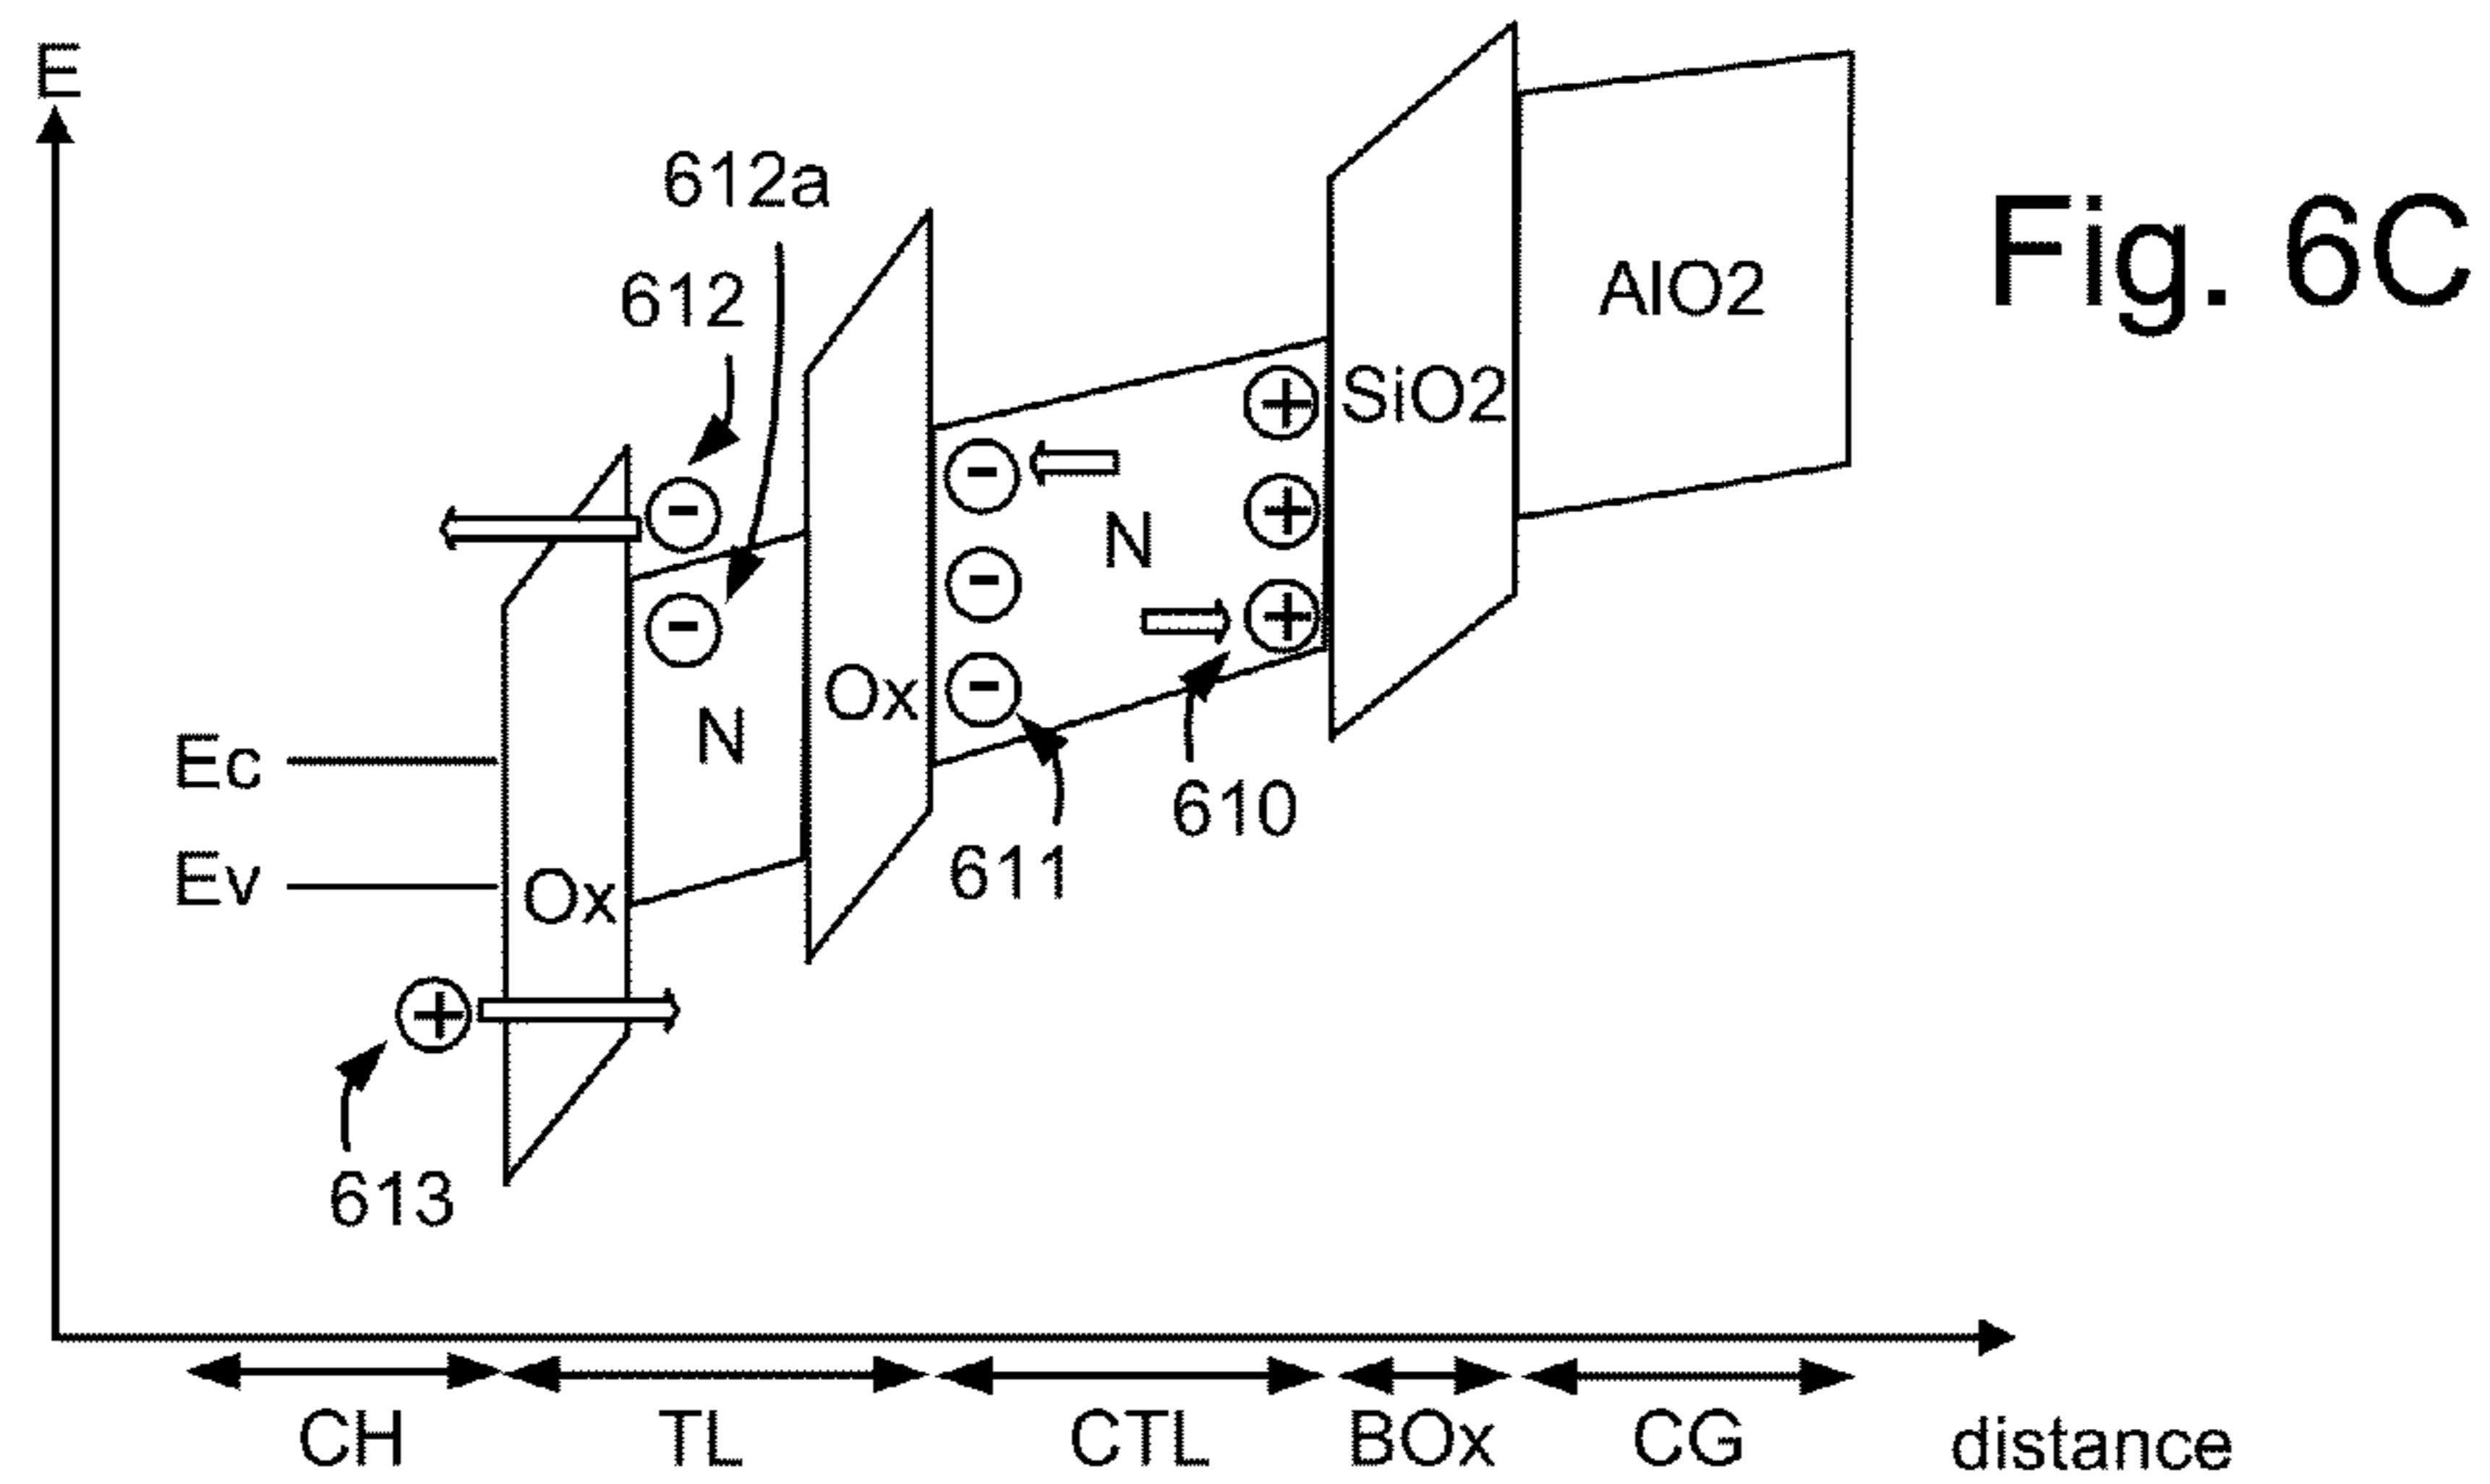 E
612a
612
Fig. 6C
AlO2
SiO2
N
Ox
N
Ec
610
611
Ev
Ox
613
CH
TL
CTL
BOx
CG
distance